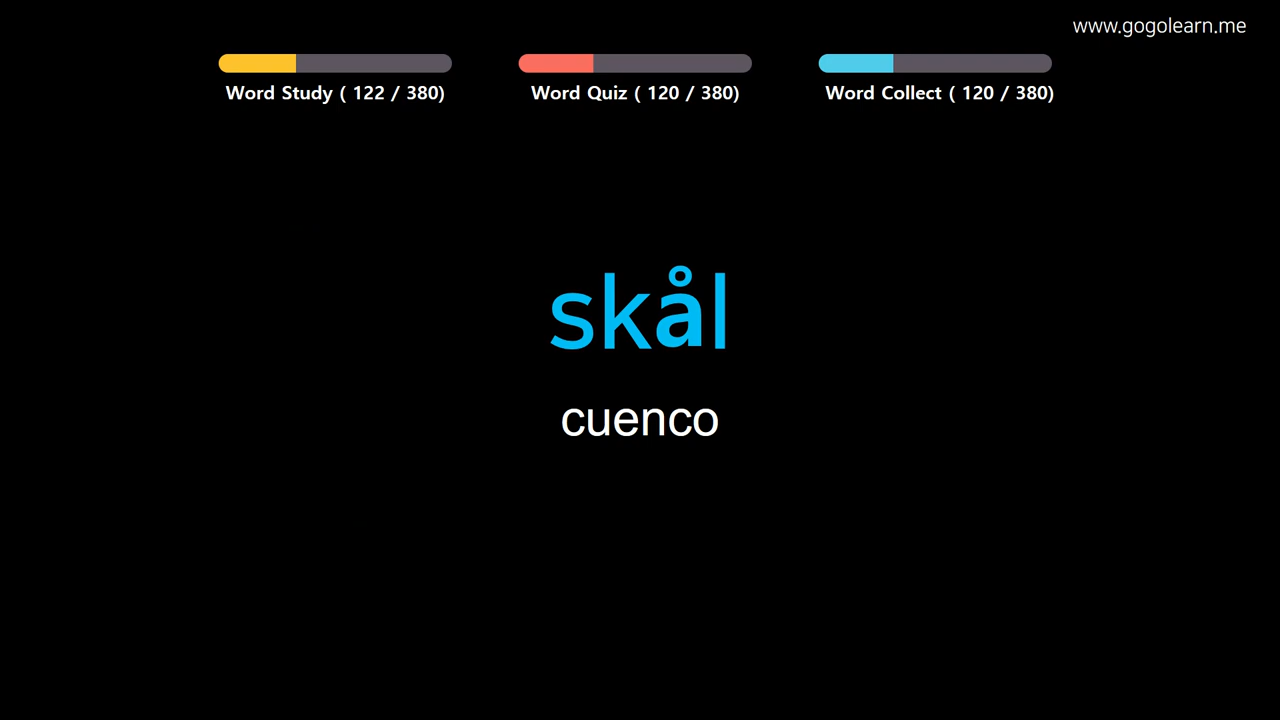 www.gogolearn.me
Word Study ( 122 / 380)
Word Quiz ( 120 / 380)
Word Collect ( 120 / 380)
skål
cuenco